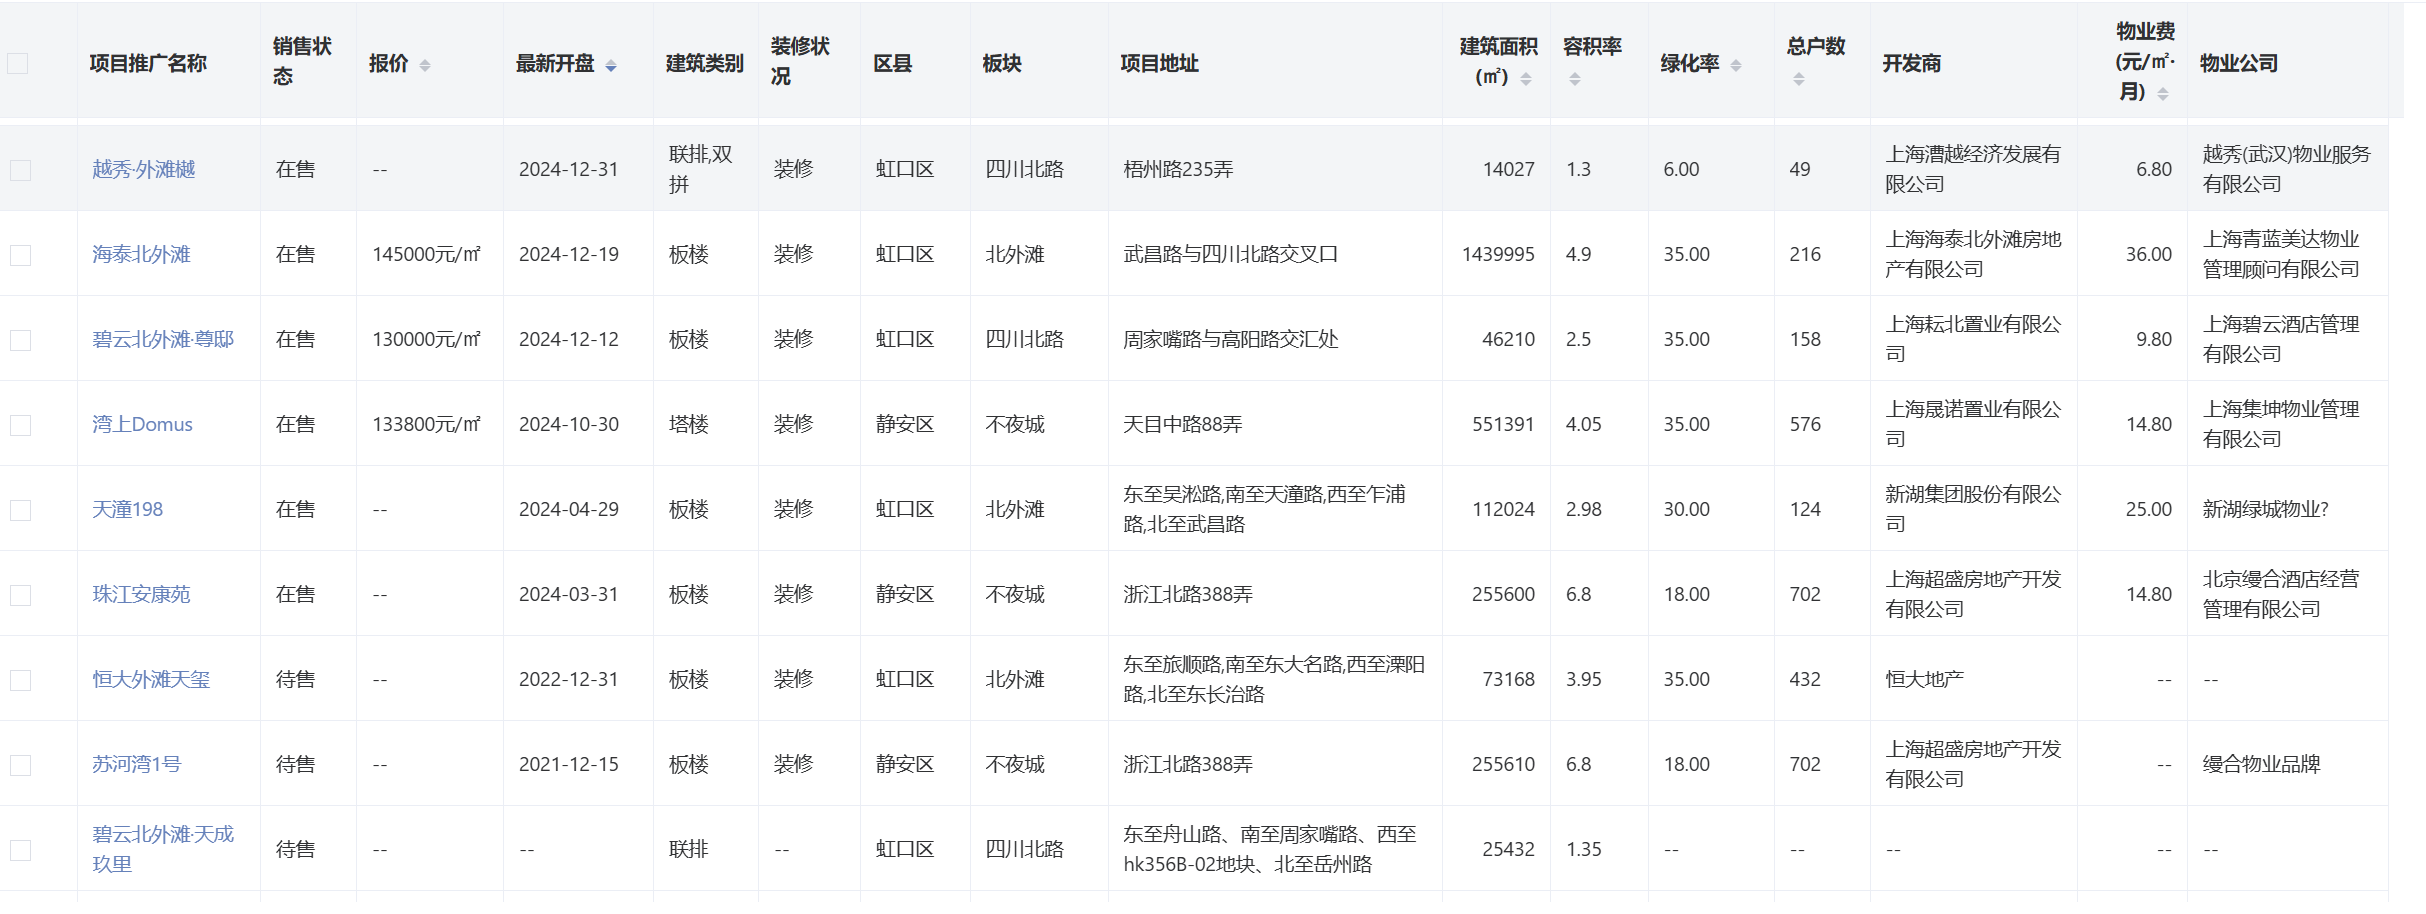 项目推广名称 销售状态 报价 最新开盘 建筑类别 装修状况 区县 板块 项目地址 建筑面积(㎡) 容积率 绿化率 总户数 开发商 物业费(元/㎡·月) 物业公司
越秀·外滩樾 在售 -- 2024-12-31 联排,双拼 装修 虹口区 四川北路 梧州路235弄 14027 1.3 6.00 49 上海漕越经济发展有限公司 6.80 越秀(武汉)物业服务有限公司
海泰北外滩 在售 145000元/㎡ 2024-12-19 板楼 装修 虹口区 北外滩 武昌路与四川北路交叉口 1439995 4.9 35.00 216 上海海泰北外滩房地产有限公司 36.00 上海青蓝美达物业管理顾问有限公司
碧云北外滩·尊邸 在售 130000元/㎡ 2024-12-12 板楼 装修 虹口区 四川北路 周家嘴路与高阳路交汇处 46210 2.5 35.00 158 上海耘北置业有限公司 9.80 上海碧云酒店管理有限公司
湾上Domus 在售 133800元/㎡ 2024-10-30 塔楼 装修 静安区 不夜城 天目中路88弄 551391 4.05 35.00 576 上海晟诺置业有限公司 14.80 上海集坤物业管理有限公司
天潼198 在售 -- 2024-04-29 板楼 装修 虹口区 北外滩 东至吴淞路,南至天潼路,西至乍浦路,北至武昌路 112024 2.98 30.00 124 新湖集团股份有限公司 25.00 新湖绿城物业?
珠江安康苑 在售 -- 2024-03-31 板楼 装修 静安区 不夜城 浙江北路388弄 255600 6.8 18.00 702 上海超盛房地产开发有限公司 14.80 北京缦合酒店经营管理有限公司
恒大外滩天玺 待售 -- 2022-12-31 板楼 装修 虹口区 北外滩 东至旅顺路,南至东大名路,西至溧阳路,北至东长治路 73168 3.95 35.00 432 恒大地产 -- --
苏河湾1号 待售 -- 2021-12-15 板楼 装修 静安区 不夜城 浙江北路388弄 255610 6.8 18.00 702 上海超盛房地产开发有限公司 -- 缦合物业品牌
碧云北外滩·天成玖里 待售 -- -- 联排 -- 虹口区 四川北路 东至舟山路、南至周家嘴路、西至hk356B-02地块、北至岳州路 25432 1.35 -- -- -- -- --